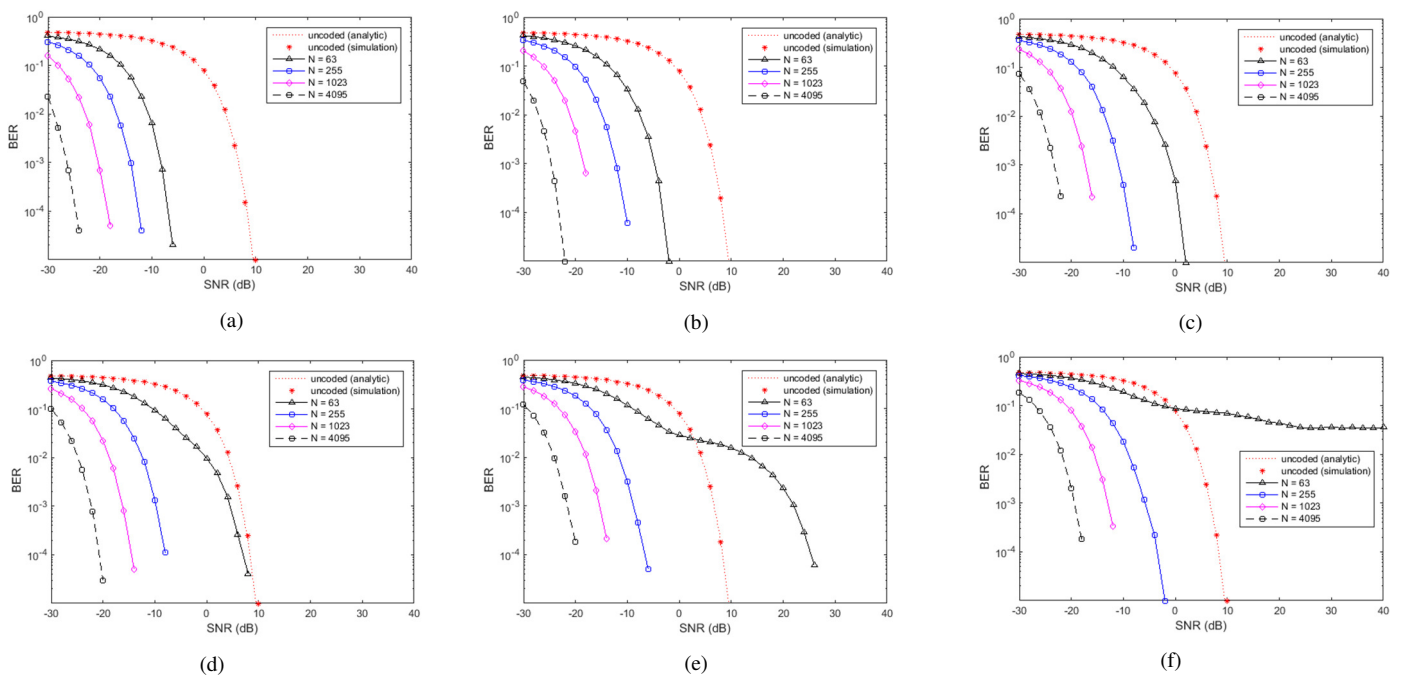 10^0
10^-1
10^-2
10^-3
10^-4
BER
-30 -20 -10 0 10 20 30 40
SNR (dB)
uncoded (analytic)
uncoded (simulation)
N = 63
N = 255
N = 1023
N = 4095
(a)
10^0
10^-1
10^-2
10^-3
10^-4
BER
-30 -20 -10 0 10 20 30 40
SNR (dB)
uncoded (analytic)
uncoded (simulation)
N = 63
N = 255
N = 1023
N = 4095
(b)
10^0
10^-1
10^-2
10^-3
10^-4
BER
-30 -20 -10 0 10 20 30 40
SNR (dB)
uncoded (analytic)
uncoded (simulation)
N = 63
N = 255
N = 1023
N = 4095
(c)
10^0
10^-1
10^-2
10^-3
10^-4
BER
-30 -20 -10 0 10 20 30 40
SNR (dB)
uncoded (analytic)
uncoded (simulation)
N = 63
N = 255
N = 1023
N = 4095
(d)
10^0
10^-1
10^-2
10^-3
10^-4
BER
-30 -20 -10 0 10 20 30 40
SNR (dB)
uncoded (analytic)
uncoded (simulation)
N = 63
N = 255
N = 1023
N = 4095
(e)
10^0
10^-1
10^-2
10^-3
10^-4
BER
-30 -20 -10 0 10 20 30 40
SNR (dB)
uncoded (analytic)
uncoded (simulation)
N = 63
N = 255
N = 1023
N = 4095
(f)